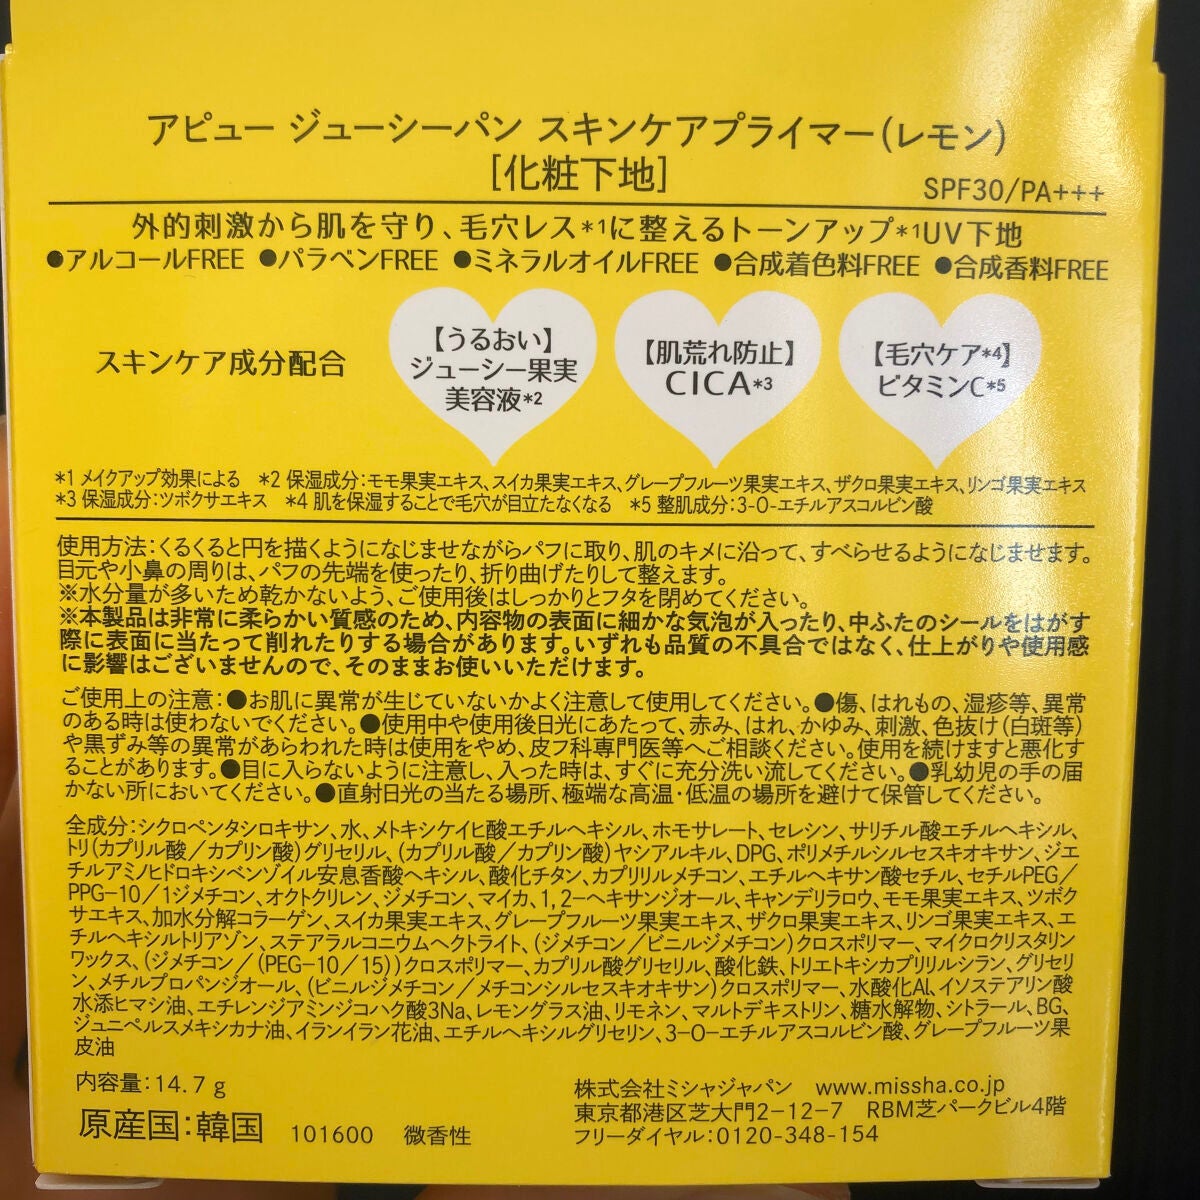 アピュー ジューシーパン スキンケアプライマー(レモン)
[化粧下地]
SPF30/PA+++
外的刺激から肌を守り、毛穴レス*1に整えるトーンアップ*1UV下地
●アルコールFREE ●パラベンFREE ●ミネラルオイルFREE ●合成着色料FREE ●合成香料FREE
スキンケア成分配合
【うるおい】
ジューシー果実
美容液*2
【肌荒れ防止】
CICA*3
【毛穴ケア*4】
ビタミンC*5
*1 メイクアップ効果による *2 保湿成分:モモ果実エキス、スイカ果実エキス、グレープフルーツ果実エキス、ザクロ果実エキス、リンゴ果実エキス
*3 保湿成分:ツボクサエキス *4 肌を保湿することで毛穴が目立たなくなる *5 整肌成分:3-O-エチルアスコルビン酸
使用方法:くるくると円を描くようになじませながらパフに取り、肌のキメに沿って、すべらせるようになじませます。
目元や小鼻の周りは、パフの先端を使ったり、折り曲げたりして整えます。
※水分量が多いため乾かないよう、ご使用後はしっかりとフタを閉めてください。
※本製品は非常に柔らかい質感のため、内容物の表面に細かな気泡が入ったり、中ふたのシールをはがす
際に表面に当たって削れたりする場合があります。いずれも品質の不具合ではなく、仕上がりや使用感
に影響はございませんので、そのままお使いいただけます。
ご使用上の注意:●お肌に異常が生じていないかよく注意して使用してください。●傷、はれもの、湿疹等、異常
のある時は使わないでください。●使用中や使用後日光にあたって、赤み、はれ、かゆみ、刺激、色抜け(白斑等)
や黒ずみ等の異常があらわれた時は使用をやめ、皮フ科専門医等へご相談ください。使用を続けますと悪化す
ることがあります。●目に入らないように注意し、入った時は、すぐに充分洗い流してください。●乳幼児の手の届
かない所においてください。●直射日光の当たる場所、極端な高温・低温の場所を避けて保管してください。
全成分:シクロペンタシロキサン、水、メトキシケイヒ酸エチルヘキシル、ホモサレート、セレシン、サリチル酸エチルヘキシル、
トリ(カプリル酸/カプリン酸)グリセリル、(カプリル酸/カプリン酸)ヤシアルキル、DPG、ポリメチルシルセスキオキサン、ジエ
チルアミノヒドロキシベンゾイル安息香酸ヘキシル、酸化チタン、カプリリルメチコン、エチルヘキサン酸セチル、セチルPEG/
PPG-10/1ジメチコン、オクトクリレン、ジメチコン、マイカ、1,2-ヘキサンジオール、キャンデリラロウ、モモ果実エキス、ツボク
サエキス、加水分解コラーゲン、スイカ果実エキス、グレープフルーツ果実エキス、ザクロ果実エキス、リンゴ果実エキス、エ
チルヘキシルトリアゾン、ステアラルコニウムヘクトライト、(ジメチコン/ビニルジメチコン)クロスポリマー、マイクロクリスタリン
ワックス、(ジメチコン/(PEG-10/15))クロスポリマー、カプリル酸グリセリル、酸化鉄、トリエトキシカプリリルシラン、グリセリ
ン、メチルプロパンジオール、(ビニルジメチコン/メチコンシルセスキオキサン)クロスポリマー、水酸化Al、イソステアリン酸
水添ヒマシ油、エチレンジアミンジコハク酸3Na、レモングラス油、リモネン、マルトデキストリン、糖水解物、シトラール、BG、
ジュニペルスメキシカナ油、イランイラン花油、エチルヘキシルグリセリン、3-O-エチルアスコルビン酸、グレープフルーツ果
皮油
内容量:14.7g
原産国:韓国 101600 微香性
株式会社ミシャジャパン www.missha.co.jp
東京都港区芝大門2-12-7 RBM芝パークビル4階
フリーダイヤル:0120-348-154